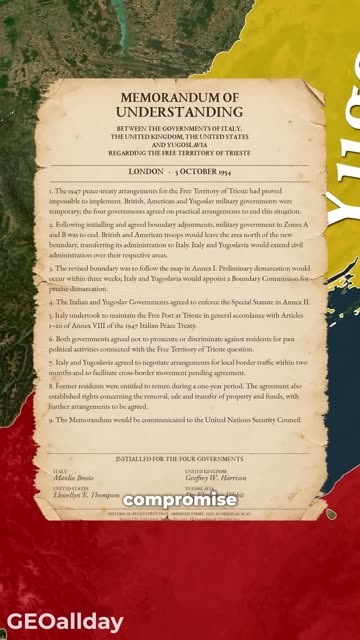 MEMORANDUM OF
UNDERSTANDING
BETWEEN THE GOVERNMENTS OF ITALY,
THE UNITED KINGDOM, THE UNITED STATES
AND YUGOSLAVIA
REGARDING THE FREE TERRITORY OF TRIESTE
LONDON · 5 OCTOBER 1954
1. The 1947 peace-treaty arrangements for the Free Territory of Trieste had proved
impossible to implement. British, American and Yugoslav military governments were
temporary; the four governments agreed on practical arrangements to end this situation.
2. Following initialling and agreed boundary adjustments, military government in Zones A
and B was to end. British and American troops would leave the area north of the new
boundary, transferring its administration to Italy. Italy and Yugoslavia would extend civil
administration over their respective areas.
3. The revised boundary was to follow the map in Annex I. Preliminary demarcation would
occur within three weeks; Italy and Yugoslavia would appoint a Boundary Commission for
precise demarcation.
4. The Italian and Yugoslav Governments agreed to enforce the Special Statute in Annex II.
5. Italy undertook to maintain the Free Port at Trieste in general accordance with Articles
1–20 of Annex VIII of the 1947 Italian Peace Treaty.
6. Both governments agreed not to prosecute or discriminate against residents for past
political activities connected with the Free Territory of Trieste question.
7. Italy and Yugoslavia agreed to negotiate arrangements for local border traffic within two
months and to facilitate cross-border movement pending agreement.
8. Former residents were entitled to return during a one-year period. The agreement also
established rights concerning the removal, sale and transfer of property and funds, with
further arrangements to be agreed.
9. The Memorandum would be communicated to the United Nations Security Council.
INITIALLED FOR THE FOUR GOVERNMENTS
ITALY
Manlio Brosio
UNITED KINGDOM
Geoffrey W. Harrison
UNITED STATES
Llewellyn E. Thompson
YUGOSLAVIA
compromise
Yugo
GEOallday